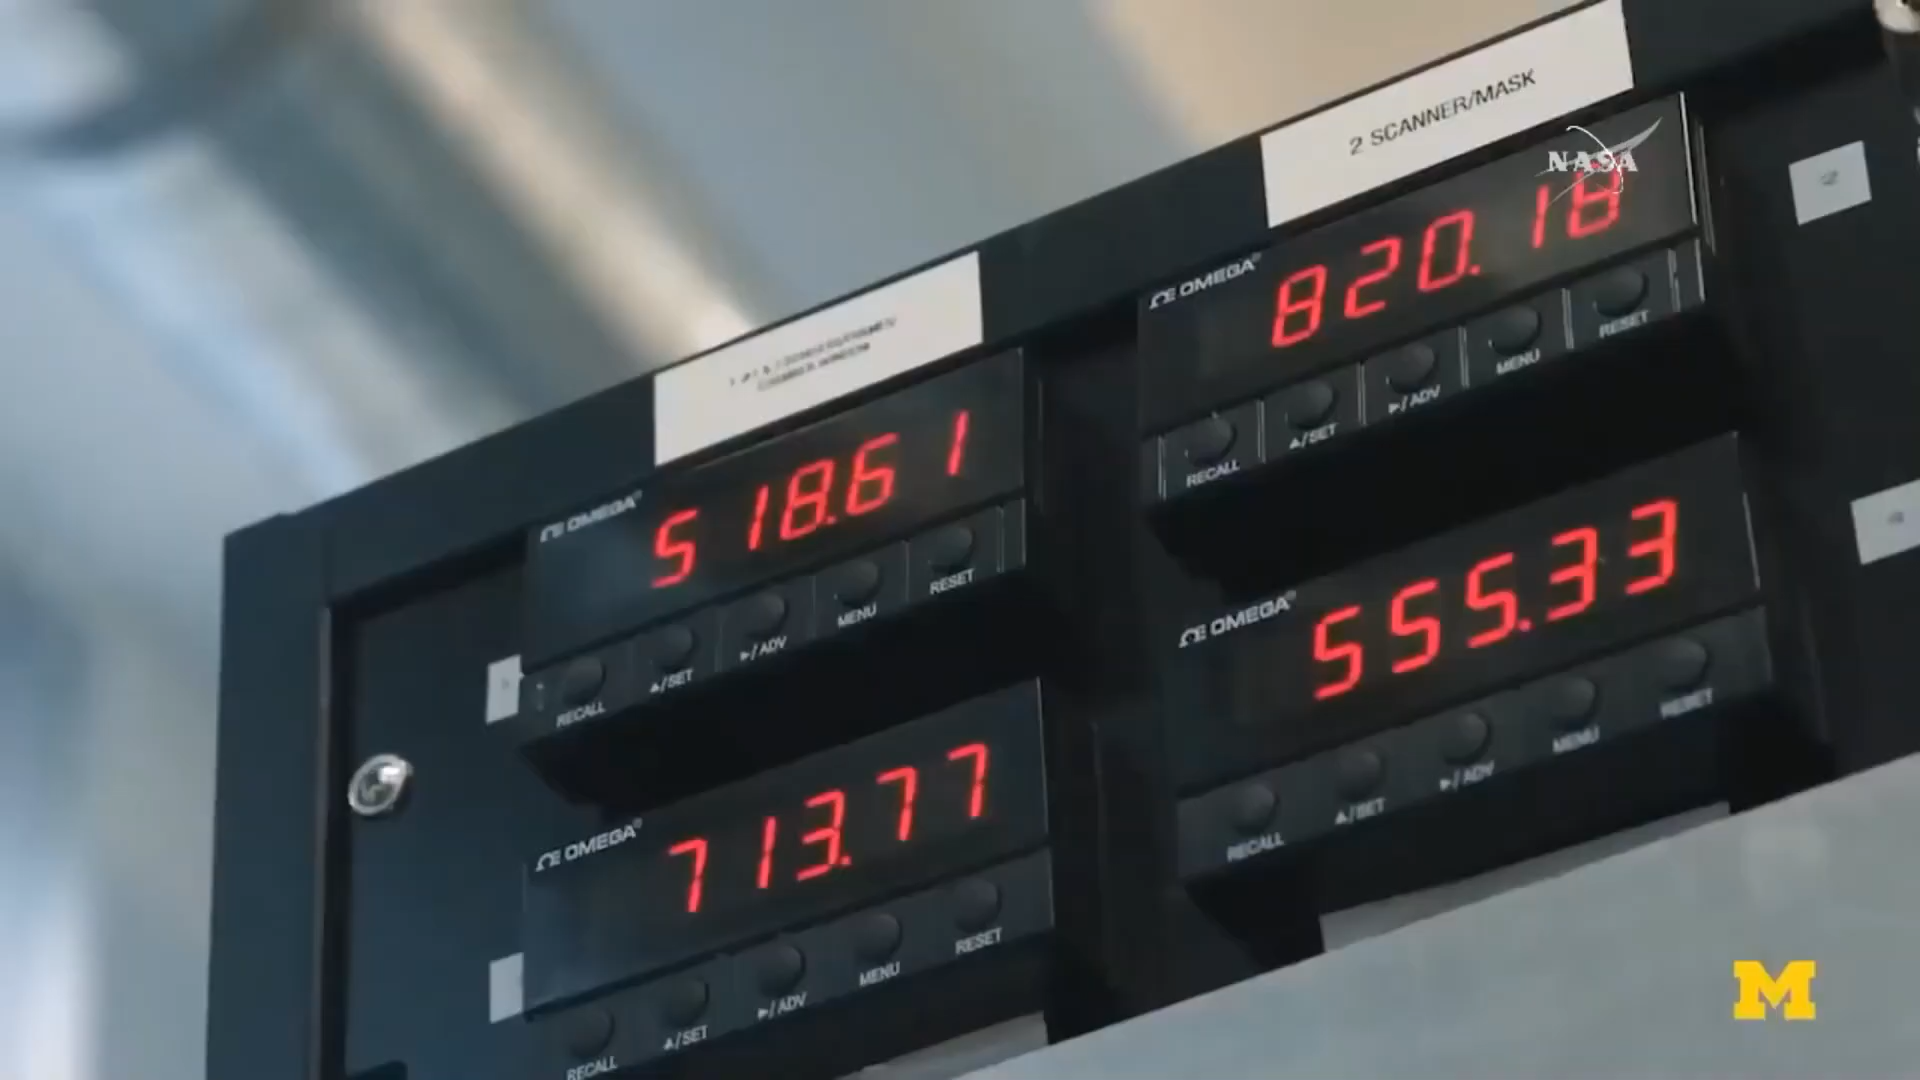 2 SCANNER/MASK
NASA
OMEGA®
820.18
RECALL ▲/SET ►/ADV MENU RESET
OMEGA®
518.61
RECALL ▲/SET ►/ADV MENU RESET
OMEGA®
555.33
RECALL ▲/SET ►/ADV MENU RESET
OMEGA®
713.77
RECALL ▲/SET ►/ADV MENU RESET
M